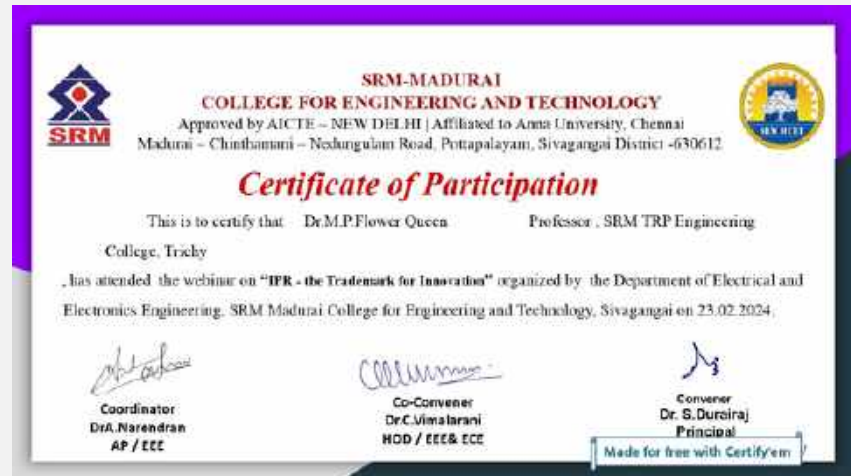 SRM
SRM-MADURAI
COLLEGE FOR ENGINEERING AND TECHNOLOGY
Approved by AICTE – NEW DELHI | Affiliated to Anna University, Chennai
Madurai – Chinthamani – Nedungulam Road, Pottapalayam, Sivagangai District -630612
Certificate of Participation
This is to certify that Dr.M.P.Flower Queen Professor , SRM TRP Engineering
College, Trichy
, has attended the webinar on “IPR - the Trademark for Innovation” organized by the Department of Electrical and
Electronics Engineering, SRM Madurai College for Engineering and Technology, Sivagangai on 23.02.2024.
Coordinator
DrA.Narendran
AP / EEE
Co-Convener
Dr.C.Vimalarani
HOD / EEE& ECE
Convener
Dr. S.Durairaj
Principal
Made for free with Certify'em